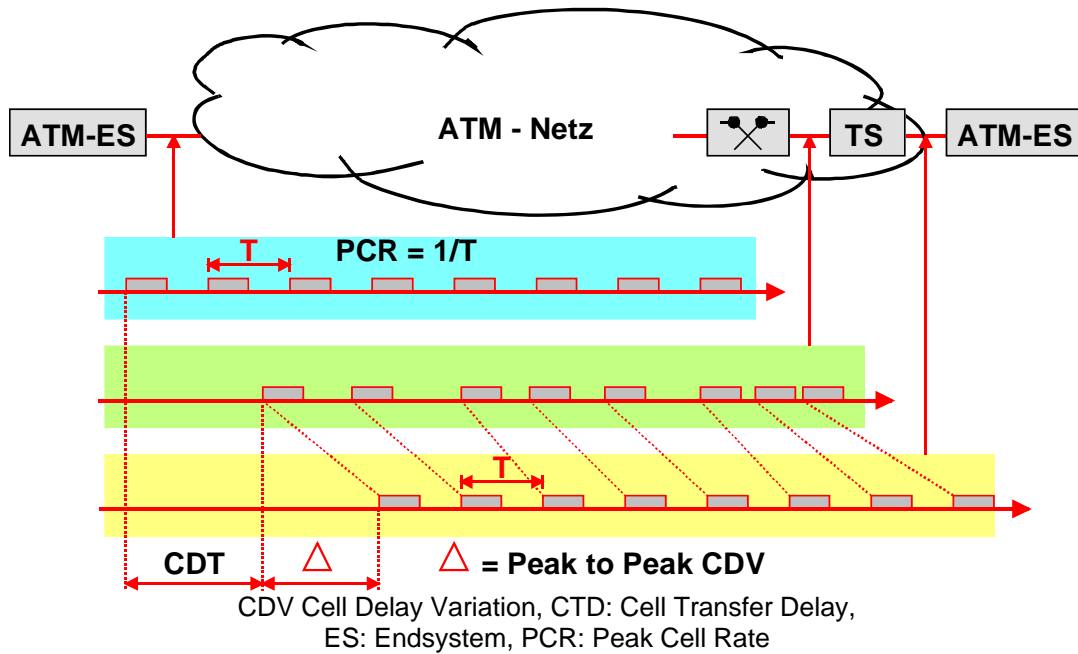 ATM-ES
ATM - Netz
TS
ATM-ES
T
PCR = 1/T
T
CDT
△
△ = Peak to Peak CDV
CDV Cell Delay Variation, CTD: Cell Transfer Delay,
ES: Endsystem, PCR: Peak Cell Rate